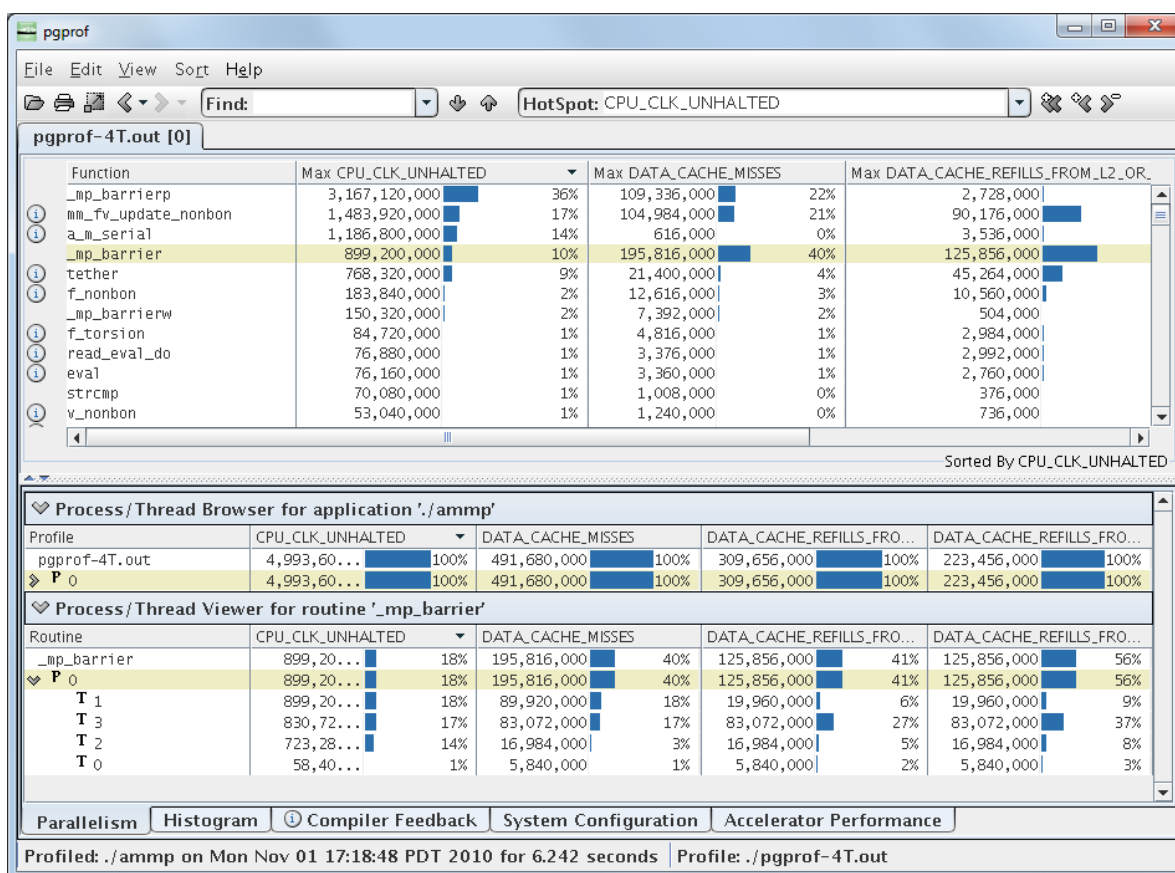 pgprof
File Edit View Sort Help
Find: HotSpot: CPU_CLK_UNHALTED
pgprof-4T.out [0]
Function Max CPU_CLK_UNHALTED Max DATA_CACHE_MISSES Max DATA_CACHE_REFILLS_FROM_L2_OR_
_mp_barrierp 3,167,120,000 36% 109,336,000 22% 2,728,000
mm_fv_update_nonbon 1,483,920,000 17% 104,984,000 21% 90,176,000
a_m_serial 1,186,800,000 14% 616,000 0% 3,536,000
_mp_barrier 899,200,000 10% 195,816,000 40% 125,856,000
tether 768,320,000 9% 21,400,000 4% 45,264,000
f_nonbon 183,840,000 2% 12,616,000 3% 10,560,000
_mp_barrierw 150,320,000 2% 7,392,000 2% 504,000
f_torsion 84,720,000 1% 4,816,000 1% 2,984,000
read_eval_do 76,880,000 1% 3,376,000 1% 2,992,000
eval 76,160,000 1% 3,360,000 1% 2,760,000
strcmp 70,080,000 1% 1,008,000 0% 376,000
v_nonbon 53,040,000 1% 1,240,000 0% 736,000
Sorted By CPU_CLK_UNHALTED
Process/Thread Browser for application './ammp'
Profile CPU_CLK_UNHALTED DATA_CACHE_MISSES DATA_CACHE_REFILLS_FRO... DATA_CACHE_REFILLS_FRO...
pgprof-4T.out 4,993,60... 100% 491,680,000 100% 309,656,000 100% 223,456,000 100%
P 0 4,993,60... 100% 491,680,000 100% 309,656,000 100% 223,456,000 100%
Process/Thread Viewer for routine '_mp_barrier'
Routine CPU_CLK_UNHALTED DATA_CACHE_MISSES DATA_CACHE_REFILLS_FRO... DATA_CACHE_REFILLS_FRO...
_mp_barrier 899,20... 18% 195,816,000 40% 125,856,000 41% 125,856,000 56%
P 0 899,20... 18% 195,816,000 40% 125,856,000 41% 125,856,000 56%
T 1 899,20... 18% 89,920,000 18% 19,960,000 6% 19,960,000 9%
T 3 830,72... 17% 83,072,000 17% 83,072,000 27% 83,072,000 37%
T 2 723,28... 14% 16,984,000 3% 16,984,000 5% 16,984,000 8%
T 0 58,40... 1% 5,840,000 1% 5,840,000 2% 5,840,000 3%
Parallelism Histogram Compiler Feedback System Configuration Accelerator Performance
Profiled: ./ammp on Mon Nov 01 17:18:48 PDT 2010 for 6.242 seconds Profile: ./pgprof-4T.out